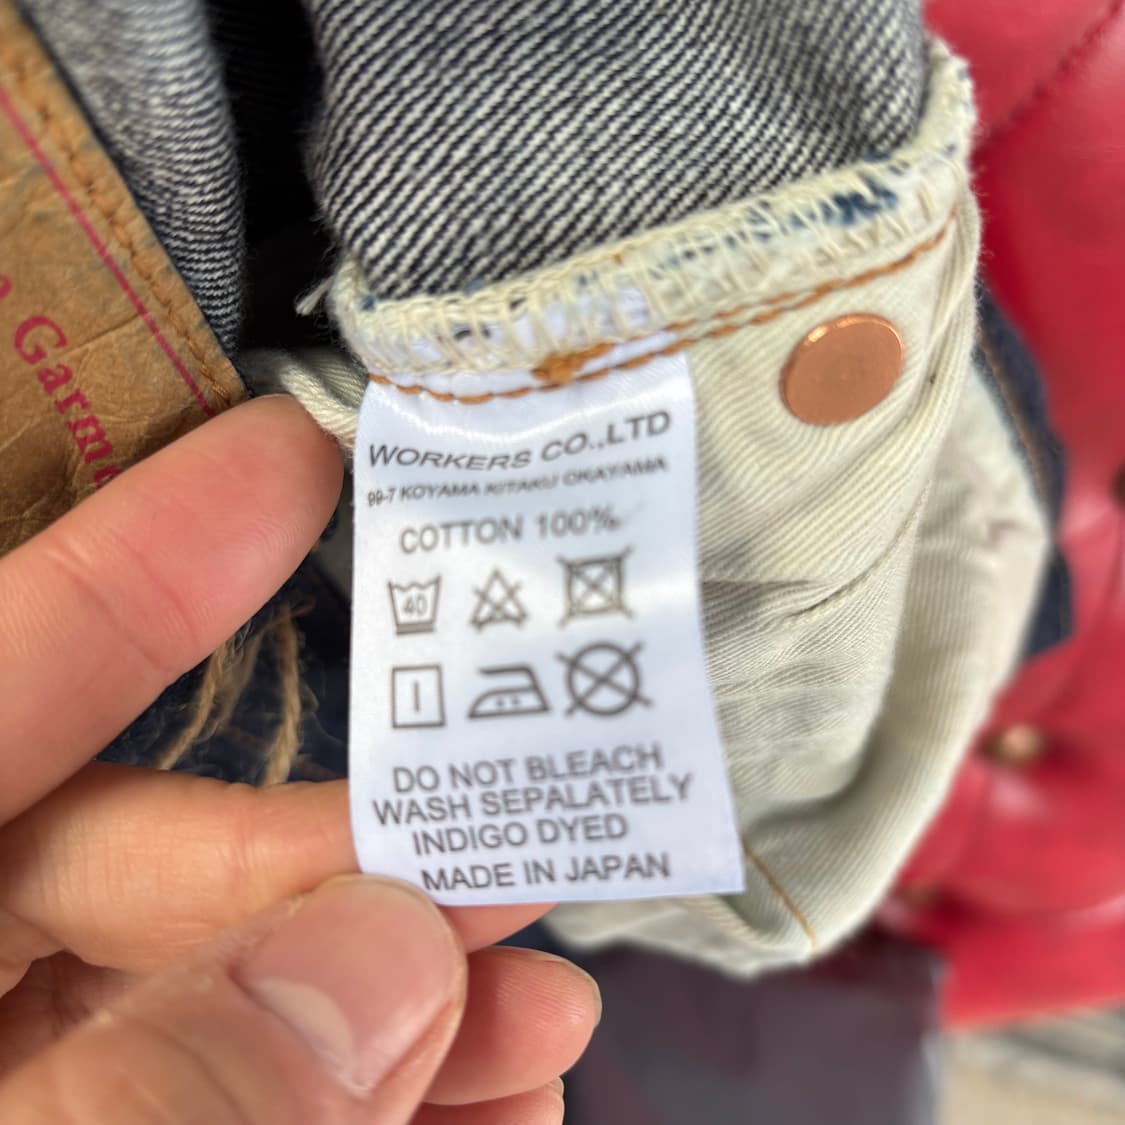 Garm
WORKERS CO.,LTD
99-7 KOYAMA KITAKU OKAYAMA
COTTON 100%
40
DO NOT BLEACH
WASH SEPALATELY
INDIGO DYED
MADE IN JAPAN